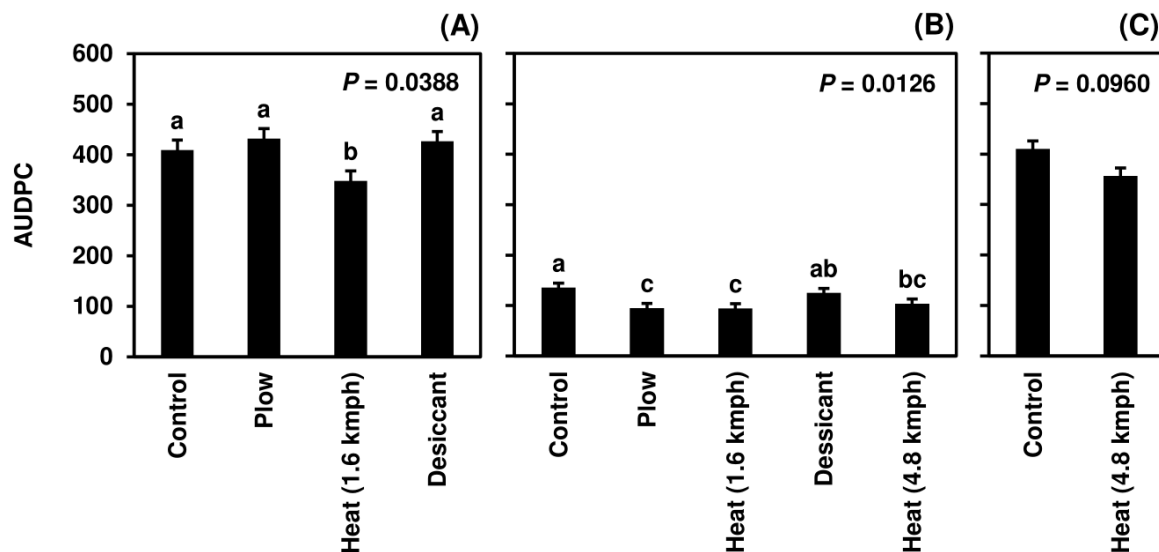 (A)
(B)
(C)
AUDPC
600
500
400
300
200
100
0
P = 0.0388
a
a
b
a
Control
Plow
Heat (1.6 kmph)
Desiccant
P = 0.0126
a
c
c
ab
bc
Control
Plow
Heat (1.6 kmph)
Dessicant
Heat (4.8 kmph)
P = 0.0960
Control
Heat (4.8 kmph)